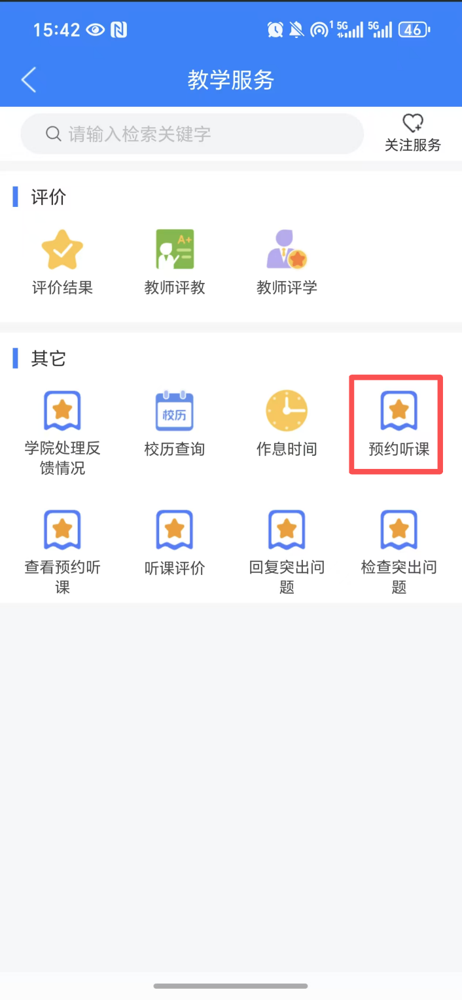 15:42
1 5G 5G 46
教学服务
请输入检索关键字
关注服务
评价
A+
评价结果 教师评教 教师评学
其它
校历
学院处理反
馈情况
校历查询
作息时间
预约听课
查看预约听
课
听课评价
回复突出问
题
检查突出问
题